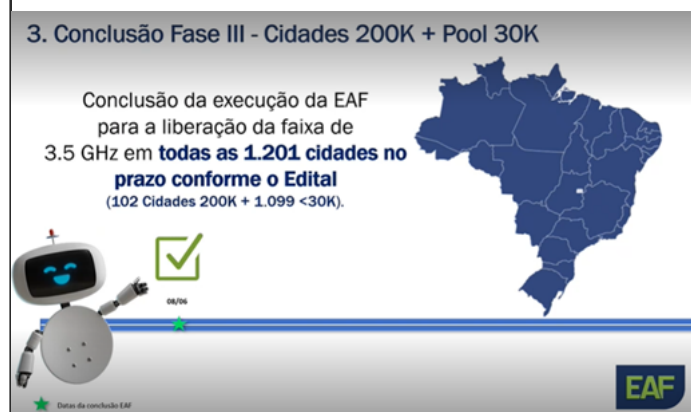 3. Conclusão Fase III - Cidades 200K + Pool 30K
Conclusão da execução da EAF
para a liberação da faixa de
3.5 GHz em todas as 1.201 cidades no
prazo conforme o Edital
(102 Cidades 200K + 1.099 <30K).
08/06
EAF
Datas da conclusão EAF